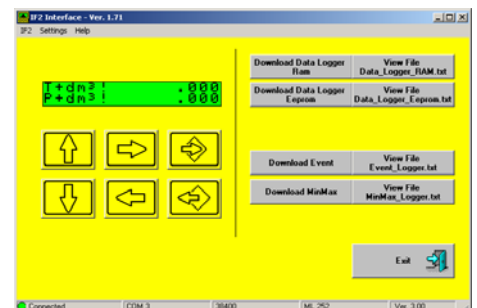 IF2 Interface - Ver. 1.71
IF2 Settings Help
T+dm³! .000
P+dm³! .000
Download Data Logger
Ram
View File
Data_Logger_RAM.txt
Download Data Logger
Eeprom
View File
Data_Logger_Eeprom.txt
Download Event
View File
Event_Logger.txt
Download MinMax
View File
MinMax_Logger.txt
Exit
Connected COM 3 38400 ML 252 Ver. 3.00